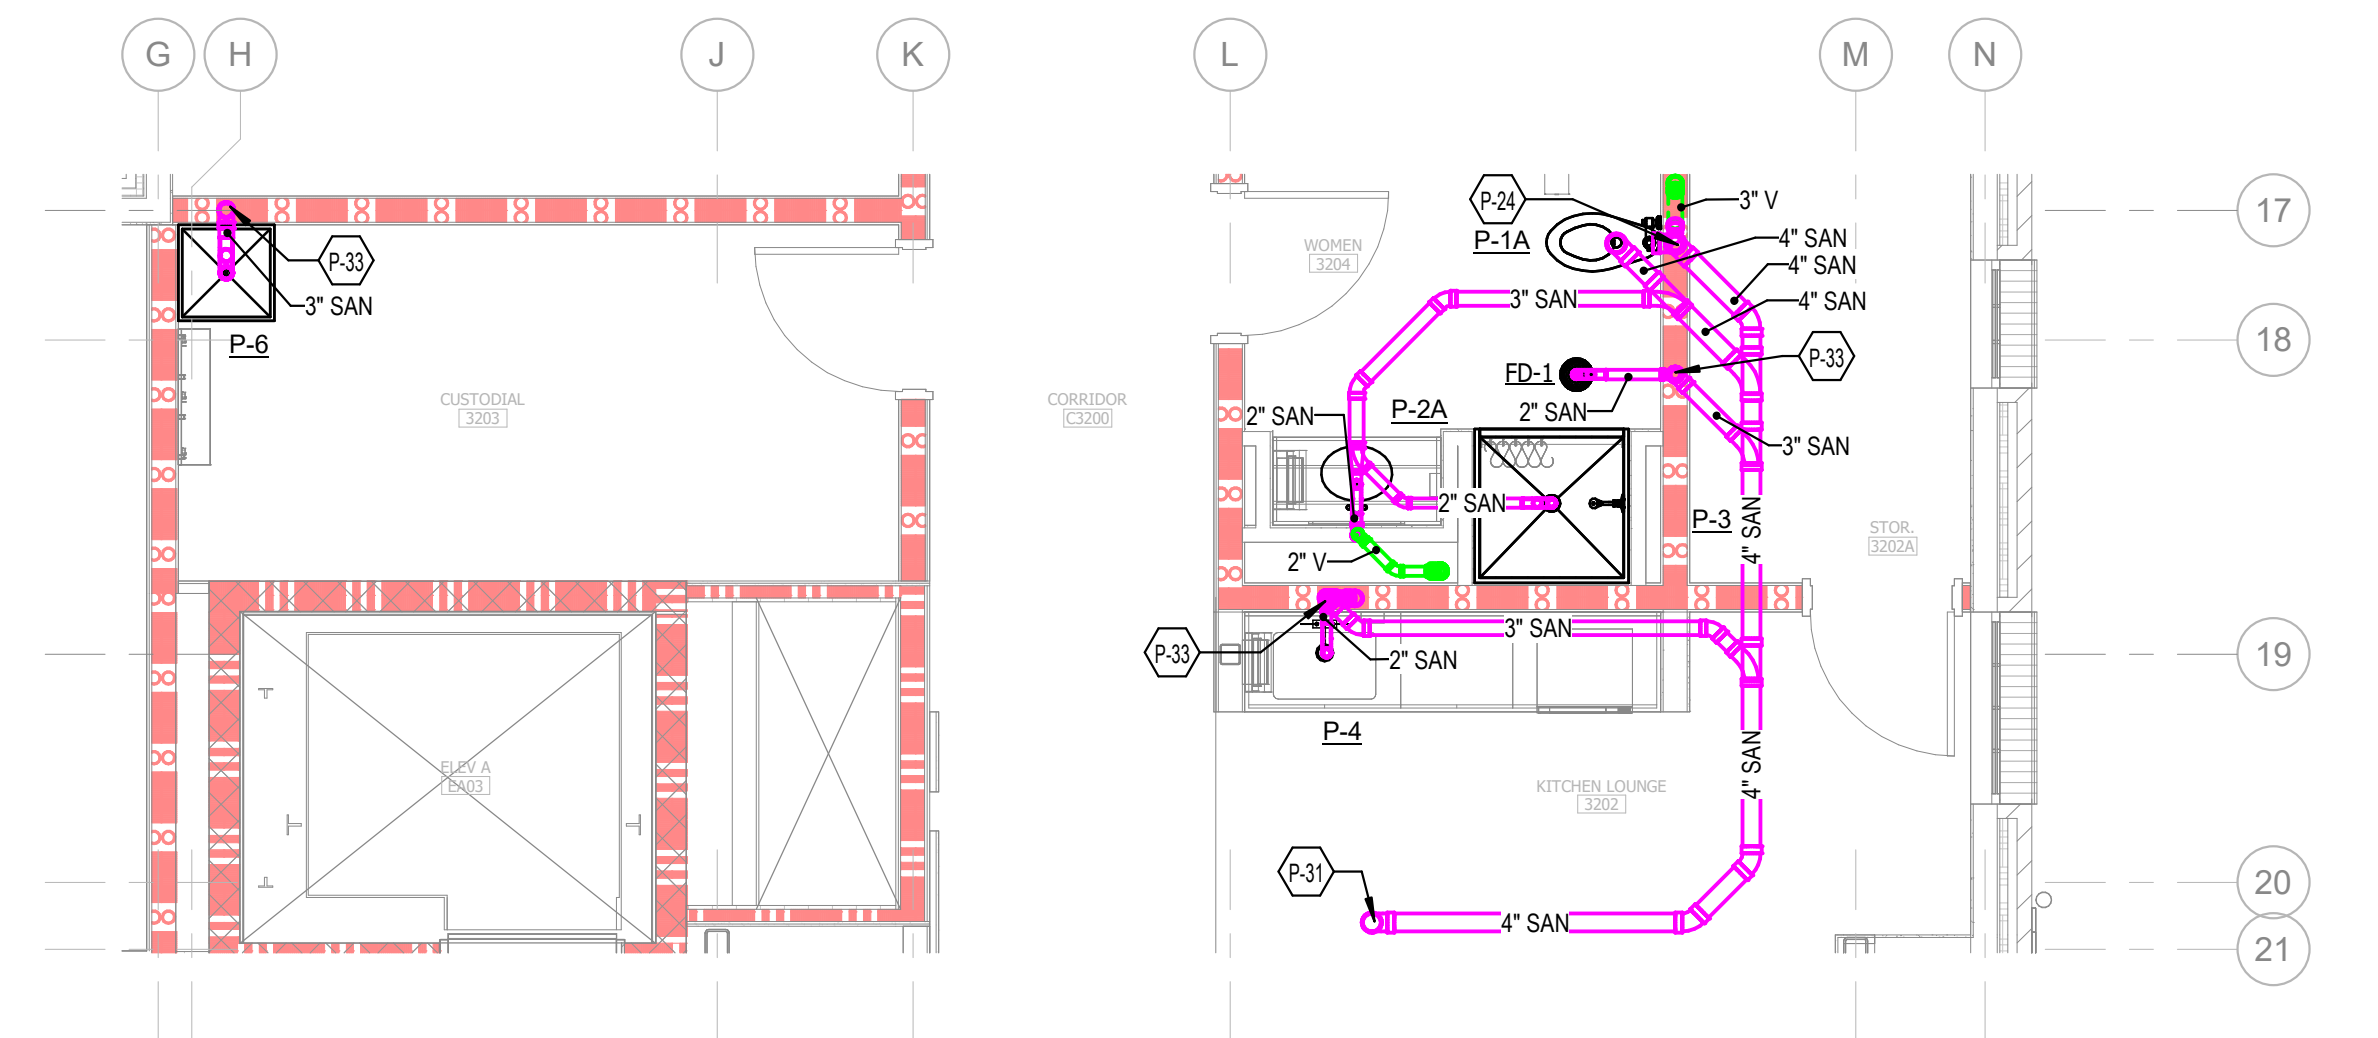 G
H
J
K
L
M
N
17
18
19
20
21
P-33
3" SAN
P-6
CUSTODIAL
3203
CORRIDOR
C3200
ELEV A
EA03
WOMEN
3204
P-24
P-1A
3" V
4" SAN
4" SAN
4" SAN
3" SAN
P-33
FD-1
2" SAN
3" SAN
P-2A
2" SAN
2" SAN
P-3
4" SAN
STOR.
3202A
2" V
3" SAN
P-33
2" SAN
P-4
4" SAN
KITCHEN LOUNGE
3202
P-31
4" SAN